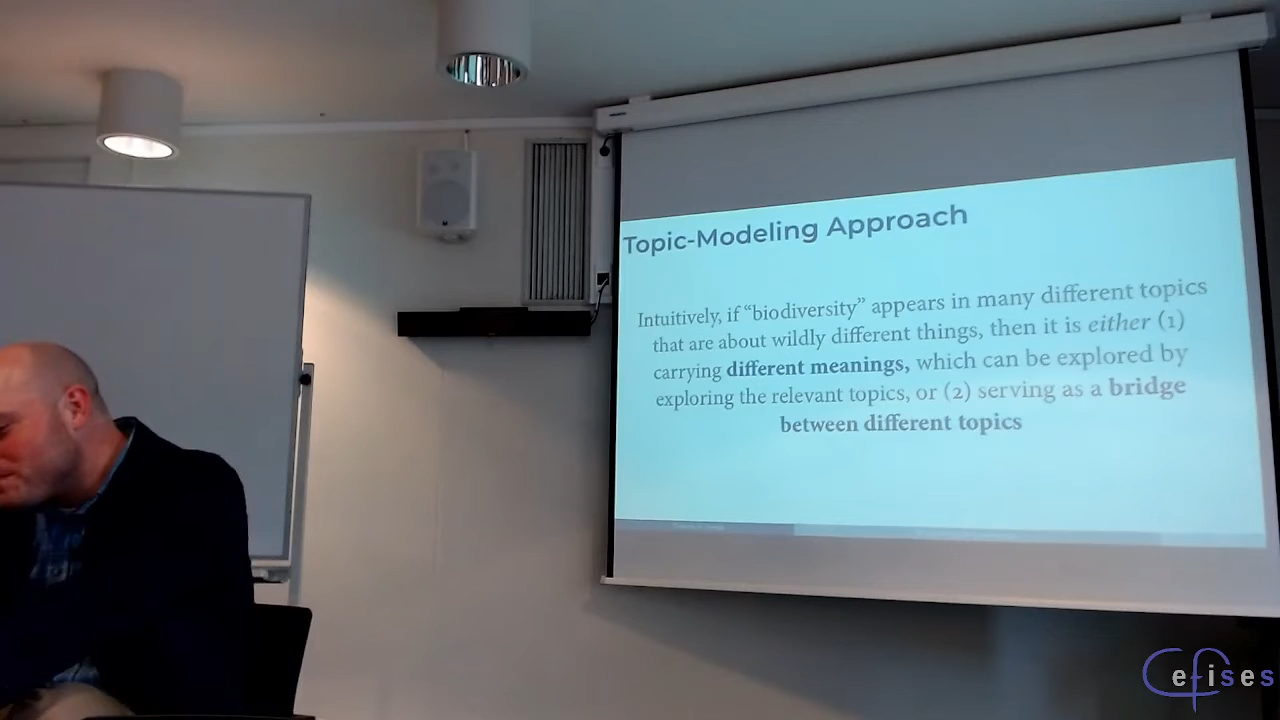 Topic-Modeling Approach
Intuitively, if “biodiversity” appears in many different topics
that are about wildly different things, then it is either (1)
carrying different meanings, which can be explored by
exploring the relevant topics, or (2) serving as a bridge
between different topics
efises